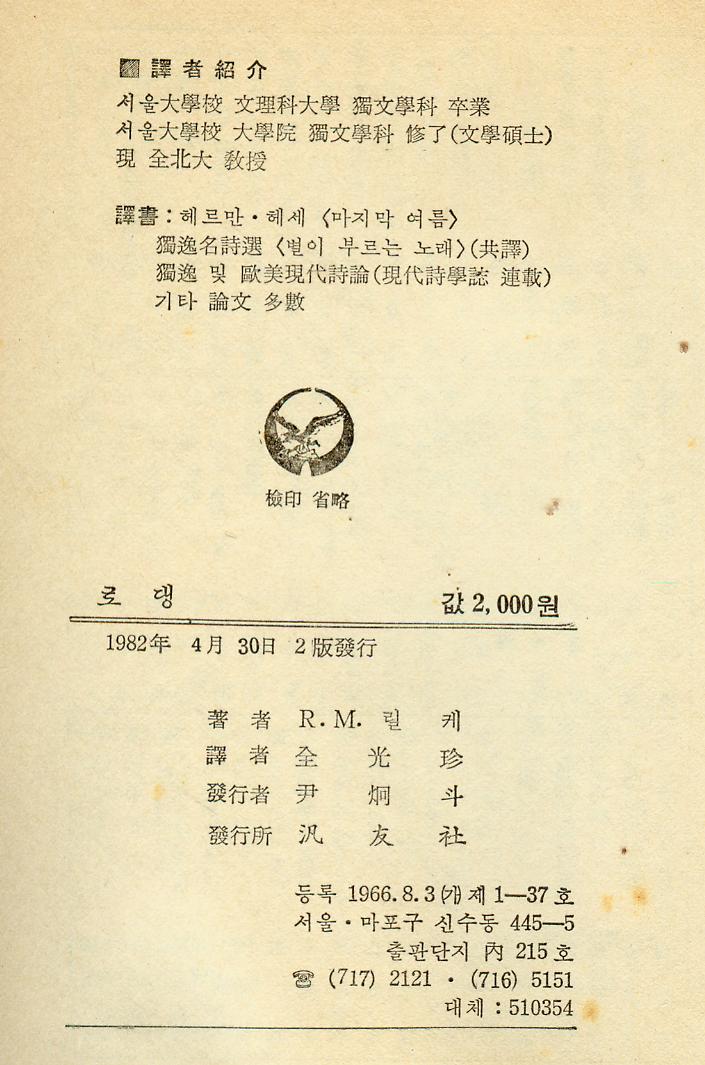 ▨ 譯者紹介
서울大學校 文理科大學 獨文學科 卒業
서울大學校 大學院 獨文學科 修了(文學碩士)
現 全北大 敎授
譯書 : 헤르만・헤세 〈마지막 여름〉
獨逸名詩選 〈별이 부르는 노래〉(共譯)
獨逸 및 歐美現代詩論(現代詩學誌 連載)
기타 論文 多數
檢印 省略
로댕 값 2,000원
1982年 4月 30日 2版發行
著者 R. M. 릴케
譯者 全光珍
發行者 尹炯斗
發行所 汎友社
등록 1966. 8. 3 ㈎ 제 1—37 호
서울・마포구 신수동 445—5
출판단지 內 215 호
☎ (717) 2121 · (716) 5151
대체 : 510354